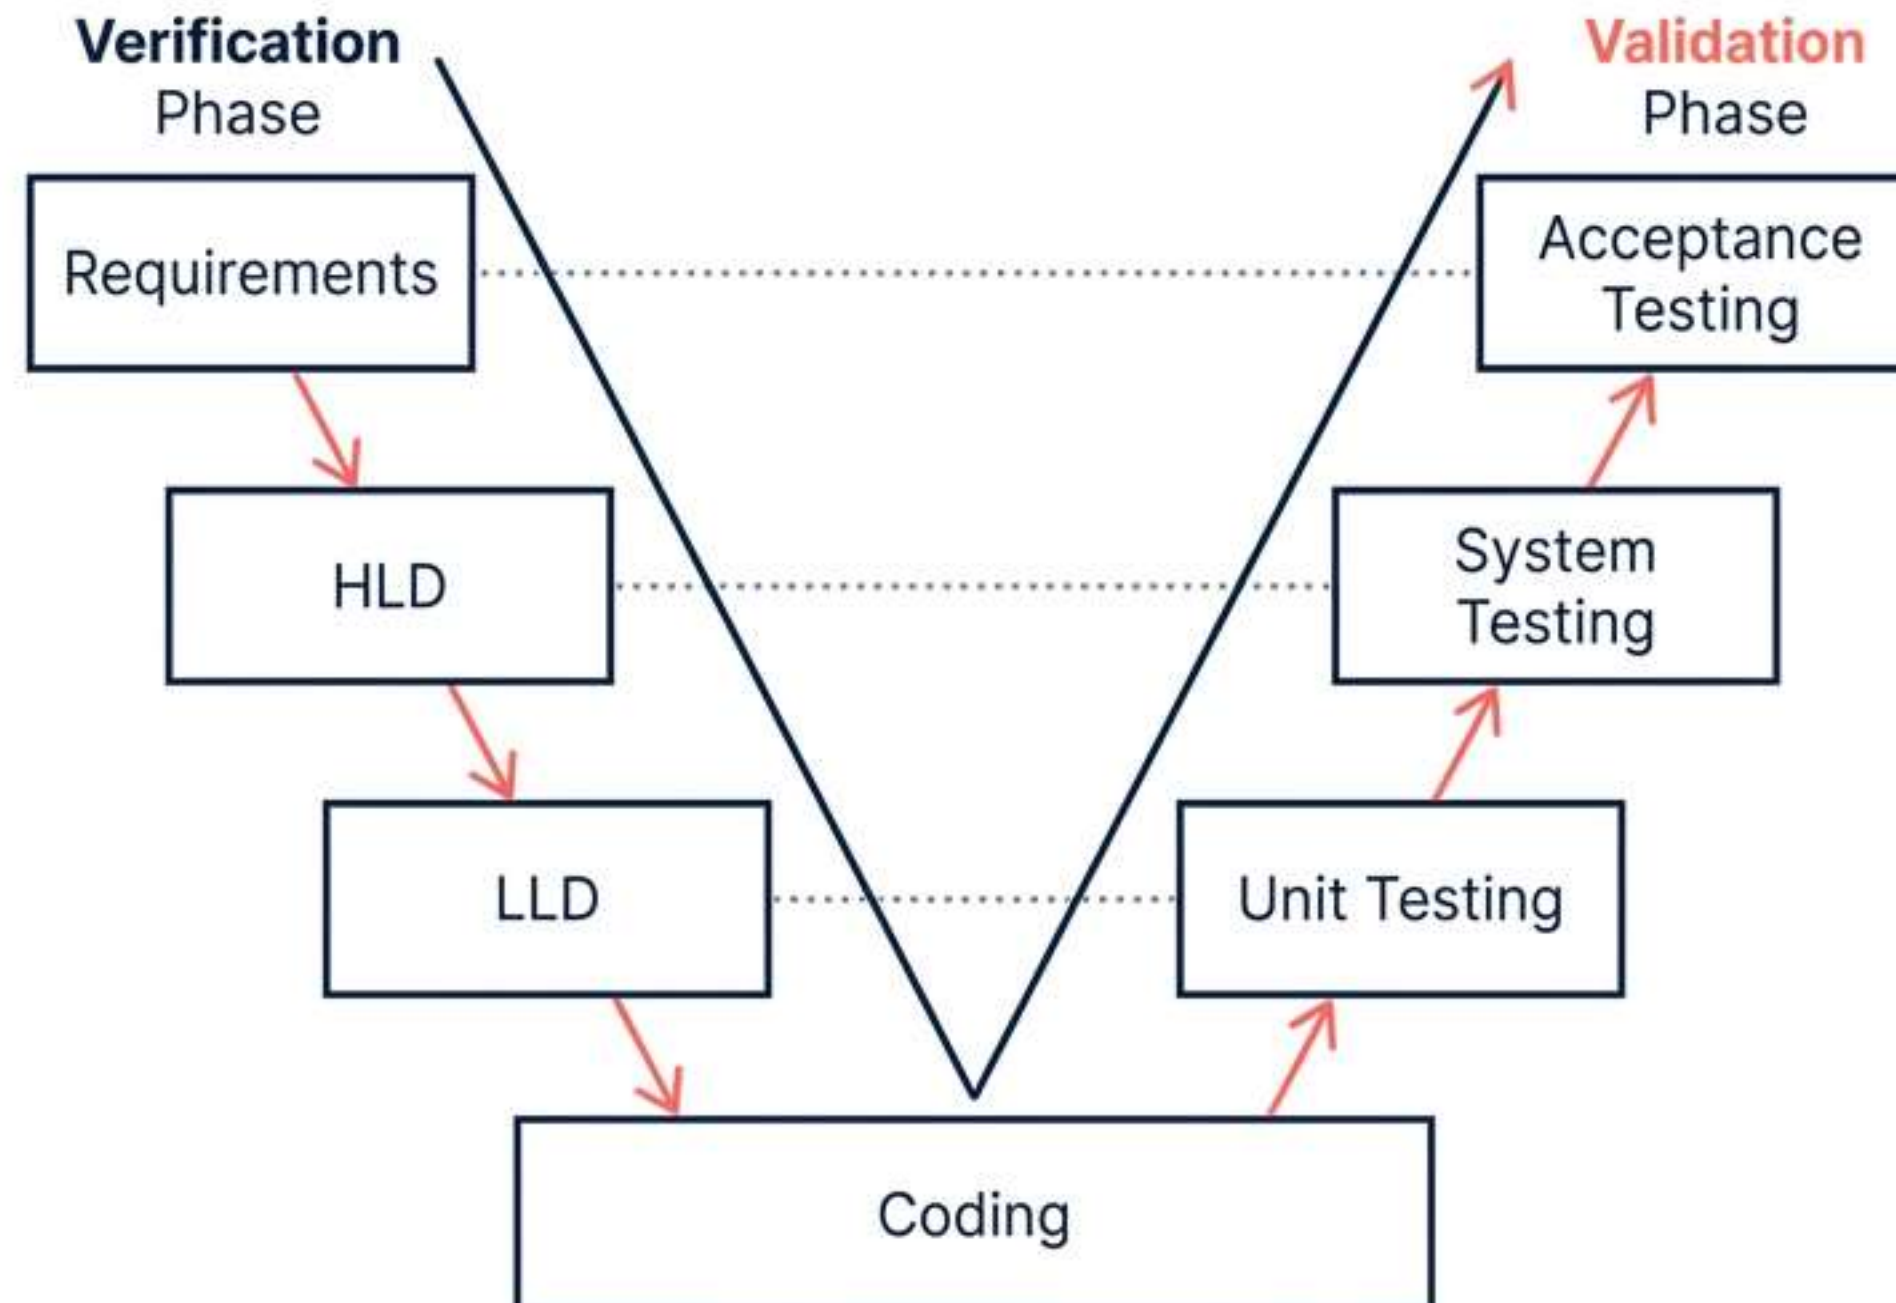 Verification
Phase
Validation
Phase
Requirements
Acceptance
Testing
HLD
System
Testing
LLD
Unit Testing
Coding